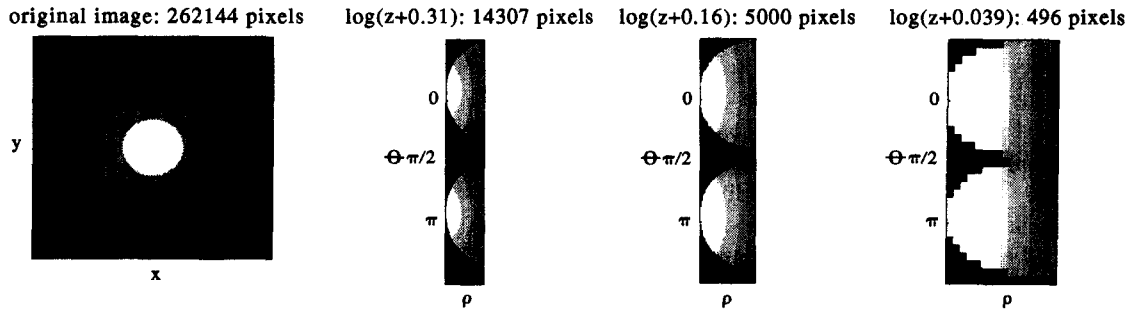 original image: 262144 pixels
log(z+0.31): 14307 pixels
log(z+0.16): 5000 pixels
log(z+0.039): 496 pixels
y
x
0
Θ π/2
π
ρ
0
Θ π/2
π
ρ
0
Θ π/2
π
ρ